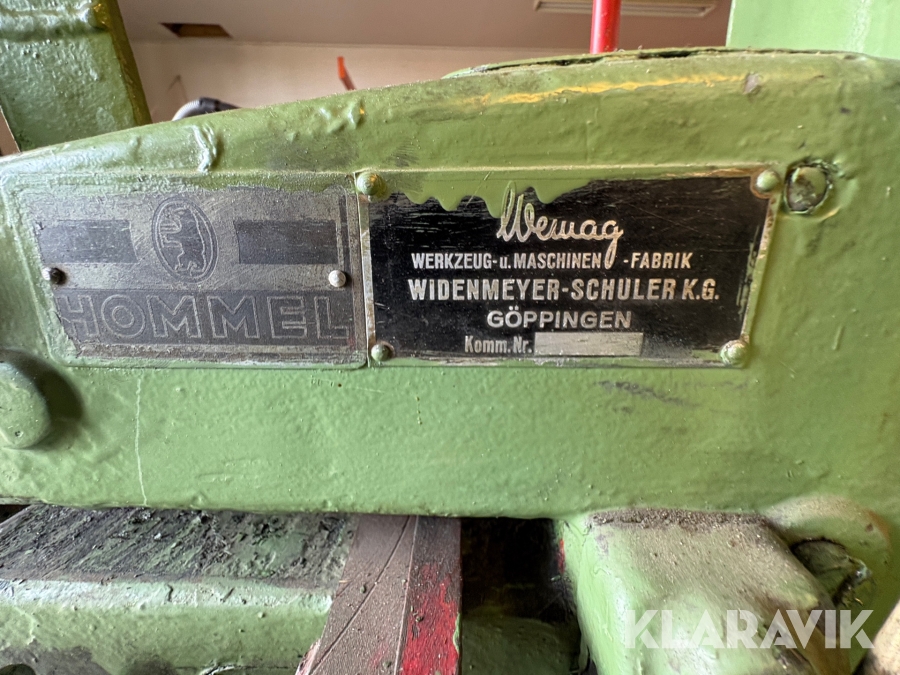 HOMMEL
Wemag
WERKZEUG-u.MASCHINEN-FABRIK
WIDENMEYER-SCHULER K.G.
GÖPPINGEN
Komm.Nr.
KLARAVIK